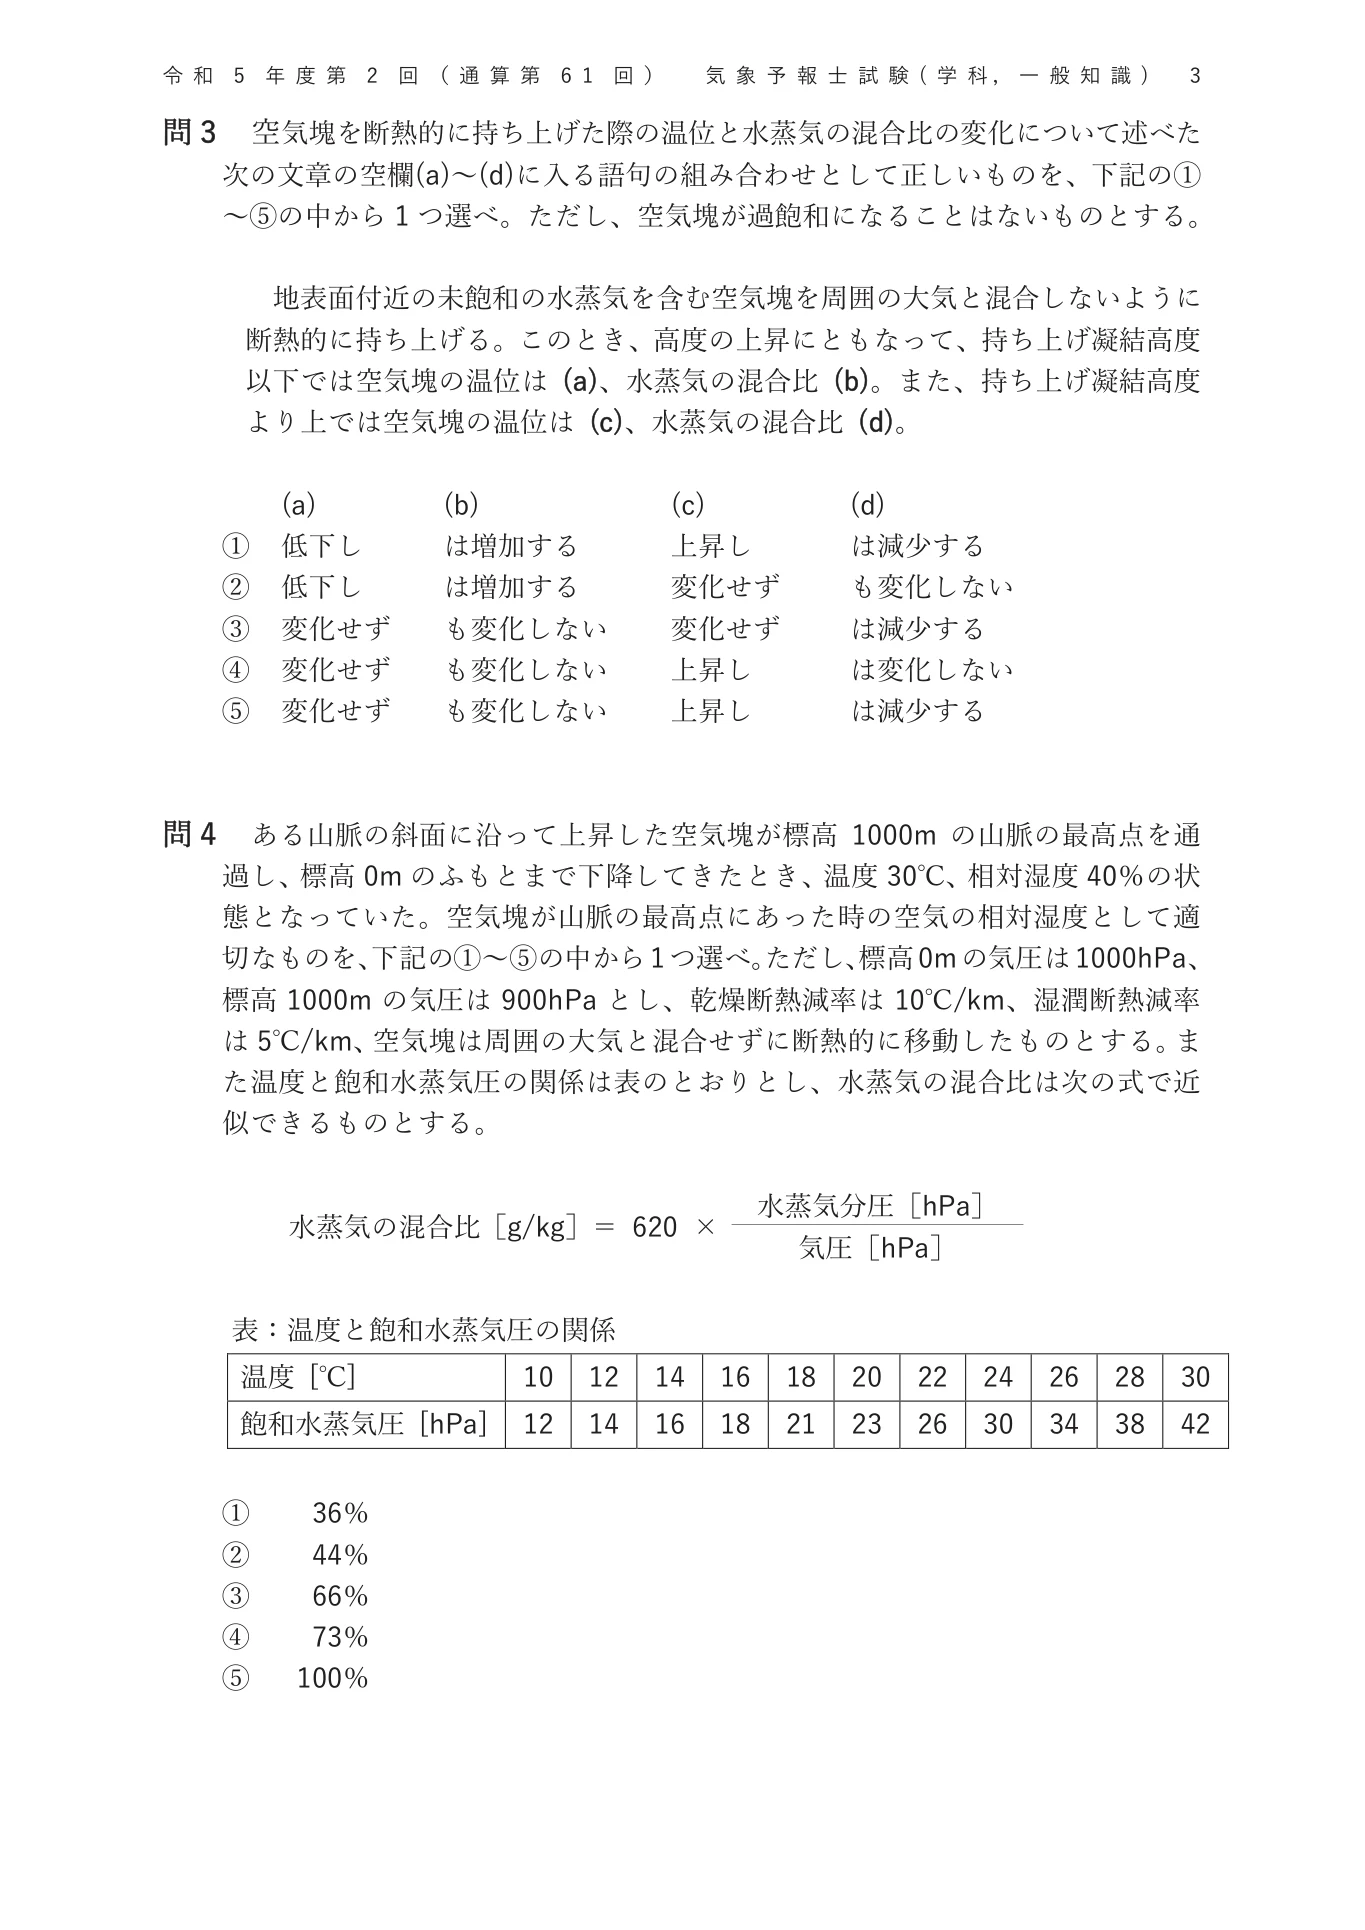 令和 5 年度第 2 回（通算第 61 回）　気象予報士試験(学科, 一般知識)　3
問3　空気塊を断熱的に持ち上げた際の温位と水蒸気の混合比の変化について述べた
次の文章の空欄(a)～(d)に入る語句の組み合わせとして正しいものを、下記の①
～⑤の中から 1 つ選べ。ただし、空気塊が過飽和になることはないものとする。
地表面付近の未飽和の水蒸気を含む空気塊を周囲の大気と混合しないように
断熱的に持ち上げる。このとき、高度の上昇にともなって、持ち上げ凝結高度
以下では空気塊の温位は (a)、水蒸気の混合比 (b)。また、持ち上げ凝結高度
より上では空気塊の温位は (c)、水蒸気の混合比 (d)。
(a)　(b)　(c)　(d)
①　低下し　は増加する　上昇し　は減少する
②　低下し　は増加する　変化せず　も変化しない
③　変化せず　も変化しない　変化せず　は減少する
④　変化せず　も変化しない　上昇し　は変化しない
⑤　変化せず　も変化しない　上昇し　は減少する
問4　ある山脈の斜面に沿って上昇した空気塊が標高 1000m の山脈の最高点を通
過し、標高 0m のふもとまで下降してきたとき、温度 30℃、相対湿度 40％の状
態となっていた。空気塊が山脈の最高点にあった時の空気の相対湿度として適
切なものを、下記の①～⑤の中から 1 つ選べ。ただし、標高 0m の気圧は 1000hPa、
標高 1000m の気圧は 900hPa とし、乾燥断熱減率は 10℃/km、湿潤断熱減率
は 5℃/km、空気塊は周囲の大気と混合せずに断熱的に移動したものとする。ま
た温度と飽和水蒸気圧の関係は表のとおりとし、水蒸気の混合比は次の式で近
似できるものとする。
水蒸気分圧［hPa］
水蒸気の混合比［g/kg］＝ 620 ×
気圧［hPa］
表：温度と飽和水蒸気圧の関係
温度［℃］ 10 12 14 16 18 20 22 24 26 28 30
飽和水蒸気圧［hPa］ 12 14 16 18 21 23 26 30 34 38 42
①　36％
②　44％
③　66％
④　73％
⑤　100％